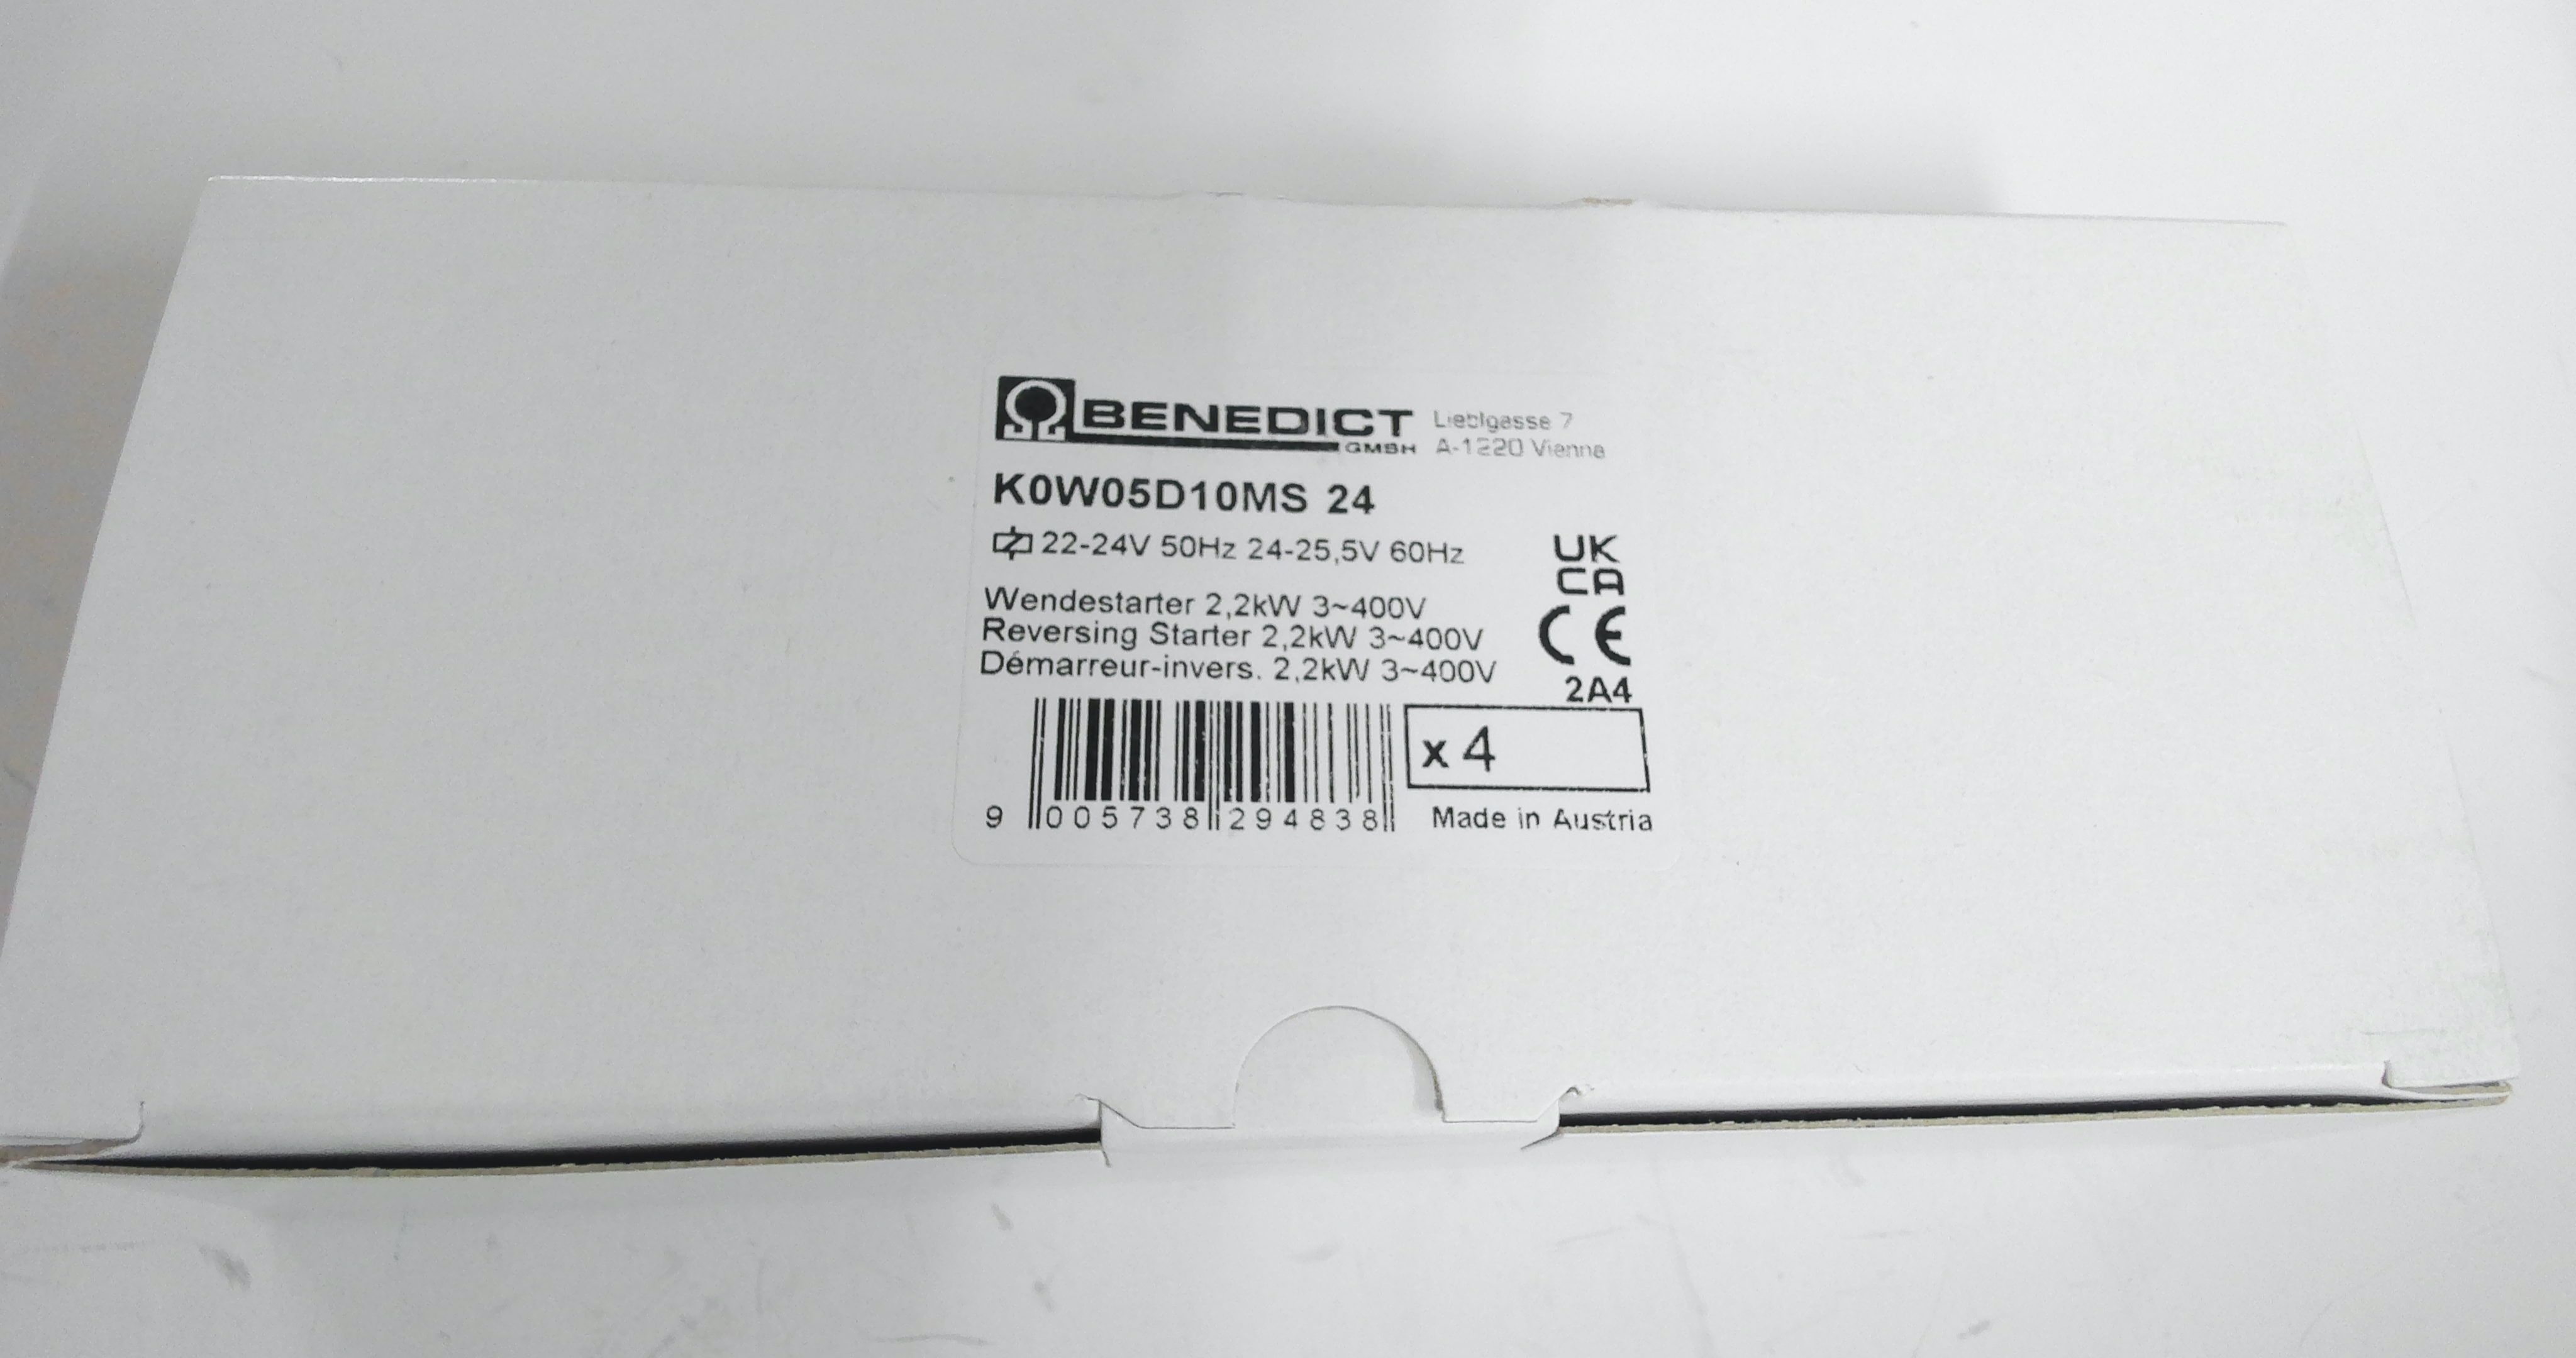 BENEDICT
GMBH
Lieblgasse 7
A-1220 Vienna
K0W05D10MS 24
22-24V 50Hz 24-25,5V 60Hz
UK
CA
Wendestarter 2,2kW 3~400V
Reversing Starter 2,2kW 3~400V
Démarreur-invers. 2,2kW 3~400V
CE
2A4
x 4
9 005738 294838
Made in Austria